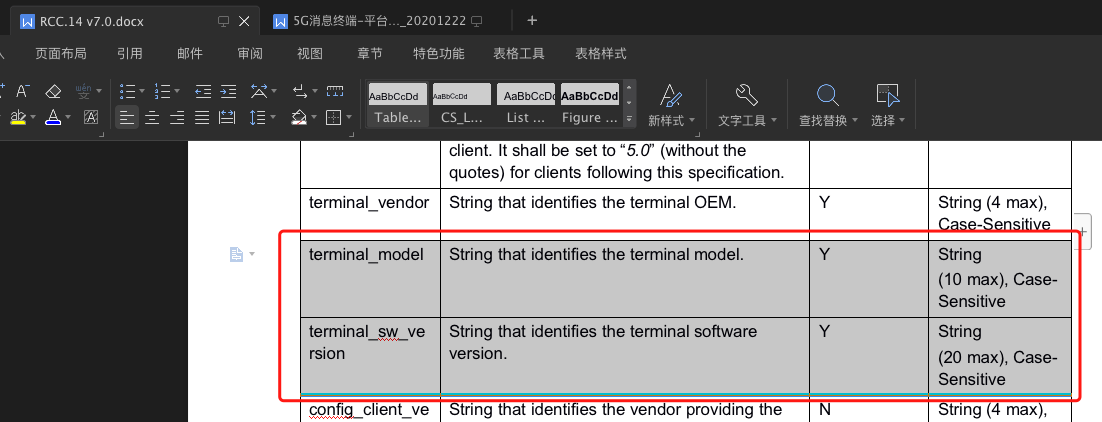 RCC.14 v7.0.docx
5G消息终端-平台..._20201222
页面布局 引用 邮件 审阅 视图 章节 特色功能 表格工具 表格样式
AaBbCcDd AaBbCcDd AaBbCcDc AaBbCcDd
Table... CS_L... List ... Figure ... 新样式 文字工具 查找替换 选择
client. It shall be set to “5.0” (without the
quotes) for clients following this specification.
terminal_vendor String that identifies the terminal OEM. Y String (4 max),
Case-Sensitive
terminal_model String that identifies the terminal model. Y String
(10 max), Case-
Sensitive
terminal_sw_ve String that identifies the terminal software Y String
rsion version. (20 max), Case-
Sensitive
config_client_ve String that identifies the vendor providing the N String (4 max),